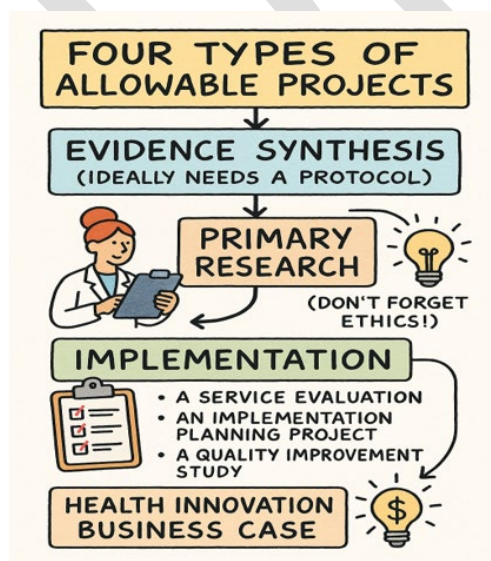 FOUR TYPES OF
ALLOWABLE PROJECTS
EVIDENCE SYNTHESIS
(IDEALLY NEEDS A PROTOCOL)
PRIMARY
RESEARCH
(DON'T FORGET
ETHICS!)
IMPLEMENTATION
• A SERVICE EVALUATION
• AN IMPLEMENTATION
PLANNING PROJECT
• A QUALITY IMPROVEMENT
STUDY
HEALTH INNOVATION
BUSINESS CASE
$